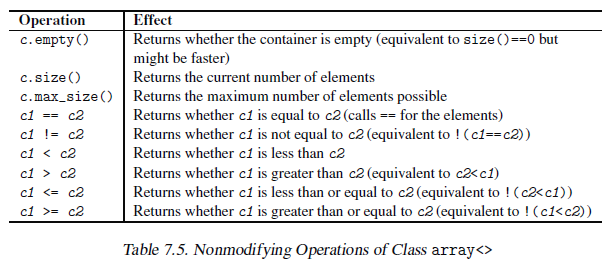 Operation Effect
c.empty() Returns whether the container is empty (equivalent to size()==0 but
might be faster)
c.size() Returns the current number of elements
c.max_size() Returns the maximum number of elements possible
c1 == c2 Returns whether c1 is equal to c2 (calls == for the elements)
c1 != c2 Returns whether c1 is not equal to c2 (equivalent to !(c1==c2))
c1 < c2 Returns whether c1 is less than c2
c1 > c2 Returns whether c1 is greater than c2 (equivalent to c2<c1)
c1 <= c2 Returns whether c1 is less than or equal to c2 (equivalent to !(c2<c1))
c1 >= c2 Returns whether c1 is greater than or equal to c2 (equivalent to !(c1<c2))
Table 7.5. Nonmodifying Operations of Class array<>